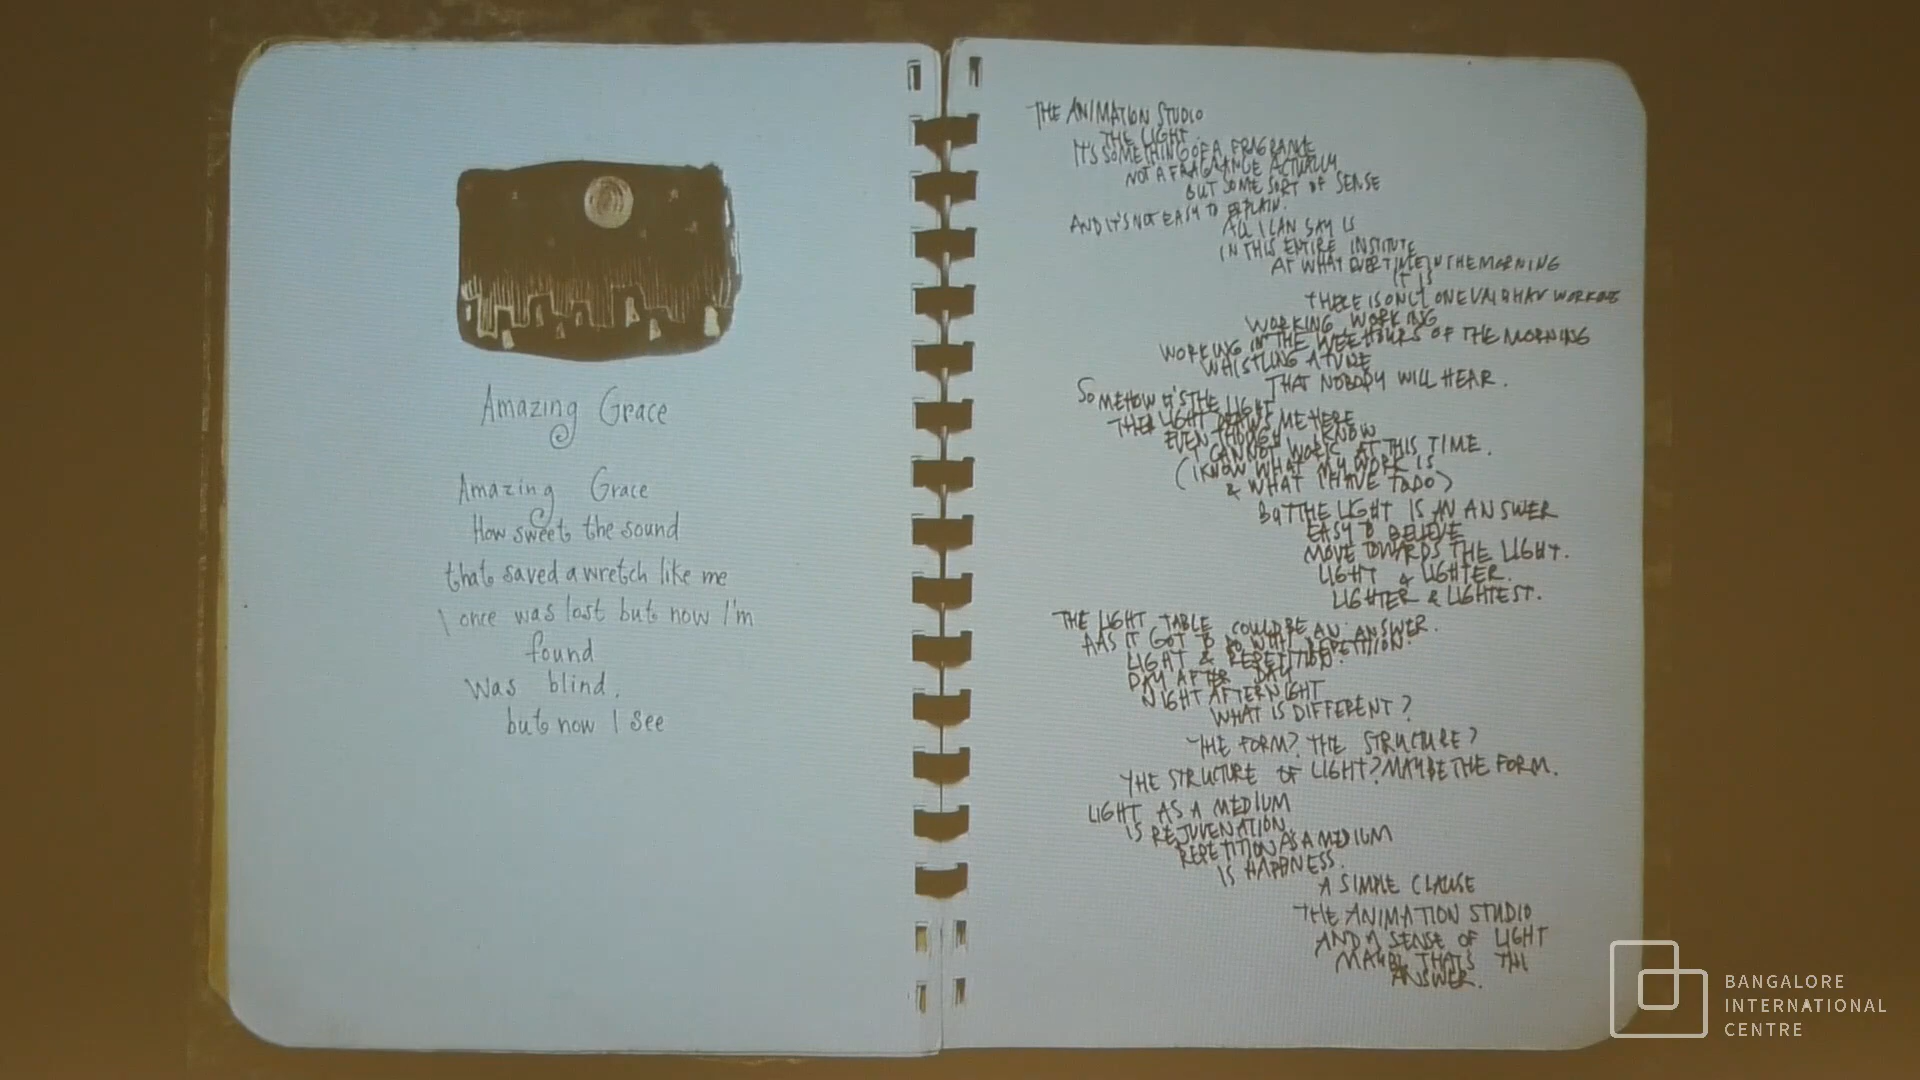 Amazing Grace
Amazing Grace
How sweet the sound
that saved a wretch like me
I once was lost but now I'm
found
Was blind,
but now I see
THE ANIMATION STUDIO
THE LIGHT.
IT'S SOMETHING OF A FRAGRANCE
NOT A FRAGRANCE ACTUALLY
BUT SOME SORT OF SENSE
AND IT'S NOT EASY TO EXPLAIN.
ALL I CAN SAY IS
IN THIS ENTIRE INSTITUTE
AT WHAT EVER TIME IN THE MORNING
IT IS
THERE IS ONLY ONE WORKING
WORKING WORKING
WORKING IN THE WEE HOURS OF THE MORNING
WHISTLING A TUNE
THAT NOBODY WILL HEAR.
SOMEHOW IT'S THE LIGHT
THE LIGHT DRAWS ME HERE
EVEN THOUGH I KNOW
I CANNOT WORK AT THIS TIME.
(I KNOW WHAT MY WORK IS
& WHAT I HAVE TO DO)
BUT THE LIGHT IS AN ANSWER
EASY TO BELIEVE
MOVE TOWARDS THE LIGHT.
LIGHT & LIGHTER.
LIGHTER & LIGHTEST.
THE LIGHT TABLE COULD BE AN ANSWER.
AAS IT GOT TO DO WITH REPETITION.
LIGHT & REPETITION.
DAY AFTER DAY
NIGHT AFTER NIGHT
WHAT IS DIFFERENT?
THE FORM? THE STRUCTURE?
THE STRUCTURE OF LIGHT? MAYBE THE FORM.
LIGHT AS A MEDIUM
IS REJUVENATION.
REPETITION AS A MEDIUM
IS HAPPINESS.
A SIMPLE CLAUSE
THE ANIMATION STUDIO
AND A SENSE OF LIGHT
MAYBE THATS THE
ANSWER.
BANGALORE
INTERNATIONAL
CENTRE